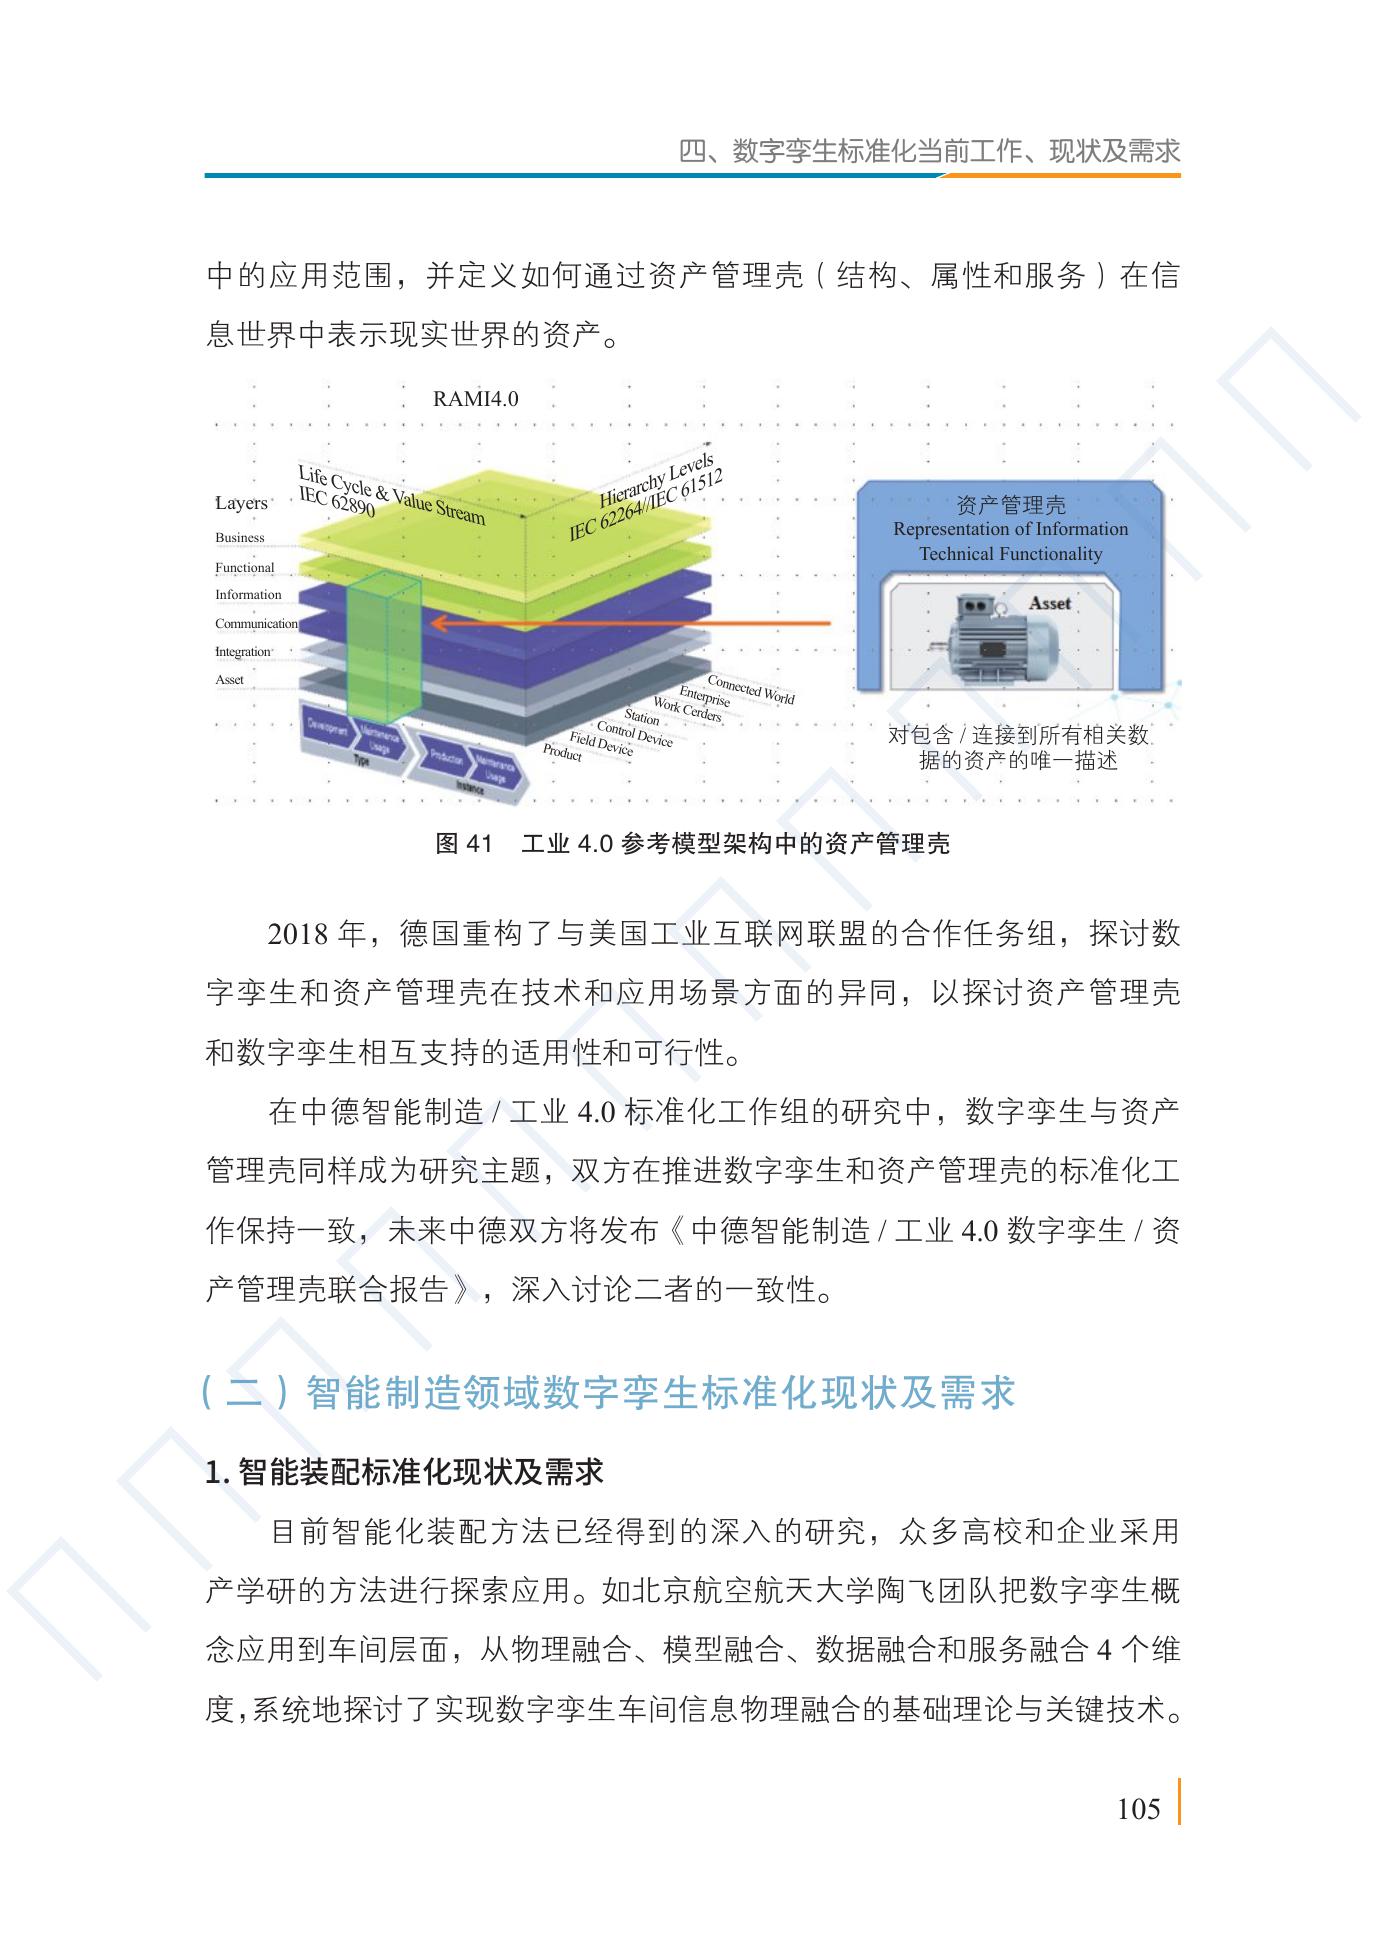 四、数字孪生标准化当前工作、现状及需求
中的应用范围，并定义如何通过资产管理壳（结构、属性和服务）在信
息世界中表示现实世界的资产。
RAMI4.0
Life Cycle & Value Stream
IEC 62890
Hierarchy Levels
IEC 62264//IEC 61512
Layers
Business
Functional
Information
Communication
Integration
Asset
Connected World
Enterprise
Work Cerders
Station
Control Device
Field Device
Product
Development
Maintenance
Usage
Type
Production
Maintenance
Usage
Instance
资产管理壳
Representation of Information
Technical Functionality
Asset
对包含 / 连接到所有相关数
据的资产的唯一描述
图 41 工业 4.0 参考模型架构中的资产管理壳
2018 年，德国重构了与美国工业互联网联盟的合作任务组，探讨数
字孪生和资产管理壳在技术和应用场景方面的异同，以探讨资产管理壳
和数字孪生相互支持的适用性和可行性。
在中德智能制造 / 工业 4.0 标准化工作组的研究中，数字孪生与资产
管理壳同样成为研究主题，双方在推进数字孪生和资产管理壳的标准化工
作保持一致，未来中德双方将发布《中德智能制造 / 工业 4.0 数字孪生 / 资
产管理壳联合报告》，深入讨论二者的一致性。
（二）智能制造领域数字孪生标准化现状及需求
1. 智能装配标准化现状及需求
目前智能化装配方法已经得到的深入的研究，众多高校和企业采用
产学研的方法进行探索应用。如北京航空航天大学陶飞团队把数字孪生概
念应用到车间层面，从物理融合、模型融合、数据融合和服务融合 4 个维
度，系统地探讨了实现数字孪生车间信息物理融合的基础理论与关键技术。
105